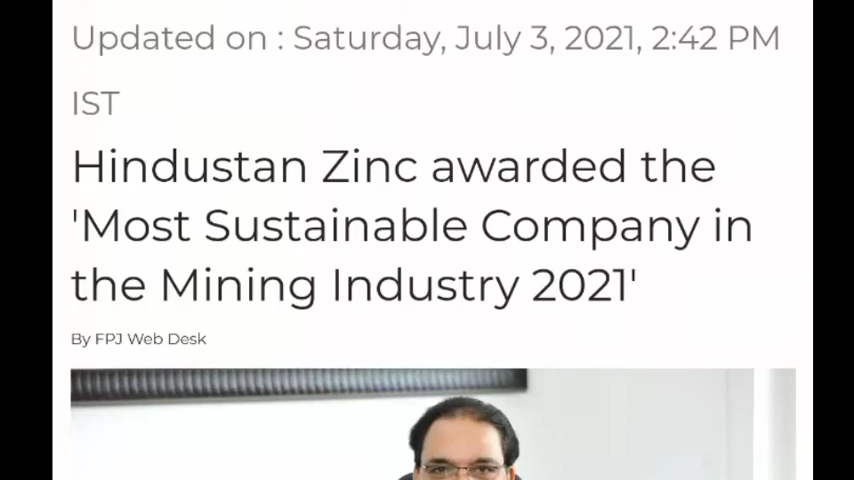 Updated on : Saturday, July 3, 2021, 2:42 PM
IST
Hindustan Zinc awarded the
'Most Sustainable Company in
the Mining Industry 2021'
By FPJ Web Desk